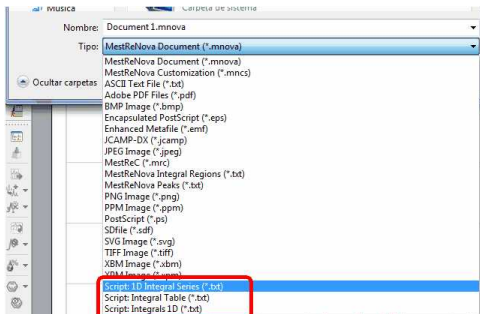 Música
Carpeta de sistema
Nombre: Document 1.mnova
Tipo: MestReNova Document (*.mnova)
Ocultar carpetas
MestReNova Document (*.mnova)
MestReNova Customization (*.mncs)
ASCII Text File (*.txt)
Adobe PDF Files (*.pdf)
BMP Image (*.bmp)
Encapsulated PostScript (*.eps)
Enhanced Metafile (*.emf)
JCAMP-DX (*.jcamp)
JPEG Image (*.jpeg)
MestReC (*.mrc)
MestReNova Integral Regions (*.txt)
MestReNova Peaks (*.txt)
PNG Image (*.png)
PPM Image (*.ppm)
PostScript (*.ps)
SDfile (*.sdf)
SVG Image (*.svg)
TIFF Image (*.tiff)
XBM Image (*.xbm)
XPM Image (*.xpm)
Script: 1D Integral Series (*.txt)
Script: Integral Table (*.txt)
Script: Integrals 1D (*.txt)